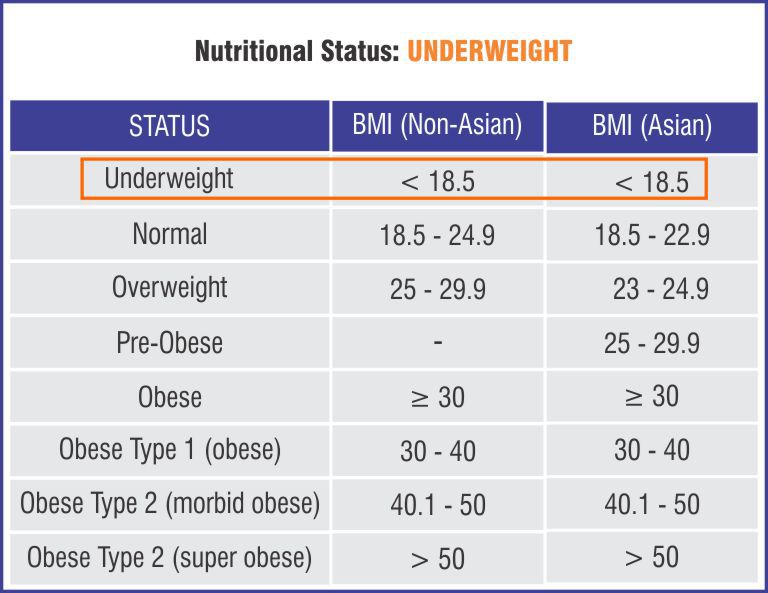 Nutritional Status: UNDERWEIGHT
STATUS BMI (Non-Asian) BMI (Asian)
Underweight < 18.5 < 18.5
Normal 18.5 - 24.9 18.5 - 22.9
Overweight 25 - 29.9 23 - 24.9
Pre-Obese - 25 - 29.9
Obese ≥ 30 ≥ 30
Obese Type 1 (obese) 30 - 40 30 - 40
Obese Type 2 (morbid obese) 40.1 - 50 40.1 - 50
Obese Type 2 (super obese) > 50 > 50